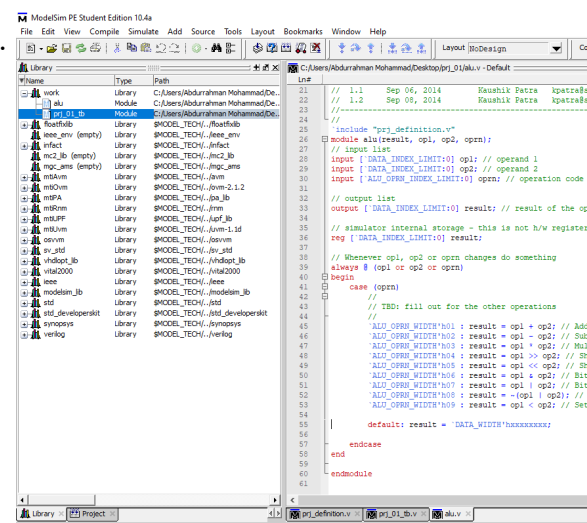 ModelSim PE Student Edition 10.4a
File Edit View Compile Simulate Add Source Tools Layout Bookmarks Window Help
Layout NoDesign
Library
C:/Users/Abdurrahman Mohammad/Desktop/prj_01/alu.v - Default
Name Type Path
Ln#
work Library C:/Users/Abdurrahman Mohammad/De...
alu Module C:/Users/Abdurrahman Mohammad/De...
prj_01_tb Module C:/Users/Abdurrahman Mohammad/De...
floatfixlib Library $MODEL_TECH/../floatfixlib
ieee_env (empty) Library $MODEL_TECH/../ieee_env
infact Library $MODEL_TECH/../infact
mc2_lib (empty) Library $MODEL_TECH/../mc2_lib
mgc_ams (empty) Library $MODEL_TECH/../mgc_ams
mtiAvm Library $MODEL_TECH/../avm
mtiOvm Library $MODEL_TECH/../ovm-2.1.2
mtiPA Library $MODEL_TECH/../pa_lib
mtiRnm Library $MODEL_TECH/../rnm
mtiUPF Library $MODEL_TECH/../upf_lib
mtiUvm Library $MODEL_TECH/../uvm-1.1d
osvvm Library $MODEL_TECH/../osvvm
sv_std Library $MODEL_TECH/../sv_std
vhdlopt_lib Library $MODEL_TECH/../vhdlopt_lib
vital2000 Library $MODEL_TECH/../vital2000
ieee Library $MODEL_TECH/../ieee
modelsim_lib Library $MODEL_TECH/../modelsim_lib
std Library $MODEL_TECH/../std
std_developerskit Library $MODEL_TECH/../std_developerskit
synopsys Library $MODEL_TECH/../synopsys
verilog Library $MODEL_TECH/../verilog
21 // 1.1 Sep 06, 2014 Kaushik Patra kpatra@s
22 // 1.2 Sep 08, 2014 Kaushik Patra kpatra@s
23 //------------------------------------------------
24 //
25 `include "prj_definition.v"
26 module alu(result, op1, op2, oprn);
27 // input list
28 input [`DATA_INDEX_LIMIT:0] op1; // operand 1
29 input [`DATA_INDEX_LIMIT:0] op2; // operand 2
30 input [`ALU_OPRN_INDEX_LIMIT:0] oprn; // operation code
31
32 // output list
33 output [`DATA_INDEX_LIMIT:0] result; // result of the op
34
35 // simulator internal storage - this is not h/w register
36 reg [`DATA_INDEX_LIMIT:0] result;
37
38 // Whenever op1, op2 or oprn changes do something
39 always @ (op1 or op2 or oprn)
40 begin
41 case (oprn)
42 //
43 // TBD: fill out for the other operations
44 //
45 `ALU_OPRN_WIDTH'h01 : result = op1 + op2; // Add
46 `ALU_OPRN_WIDTH'h02 : result = op1 - op2; // Sub
47 `ALU_OPRN_WIDTH'h03 : result = op1 * op2; // Mul
48 `ALU_OPRN_WIDTH'h04 : result = op1 >> op2; // Sh
49 `ALU_OPRN_WIDTH'h05 : result = op1 << op2; // Sh
50 `ALU_OPRN_WIDTH'h06 : result = op1 & op2; // Bit
51 `ALU_OPRN_WIDTH'h07 : result = op1 | op2; // Bit
52 `ALU_OPRN_WIDTH'h08 : result = ~(op1 | op2); //
53 `ALU_OPRN_WIDTH'h09 : result = op1 < op2; // Set
54
55 default: result = `DATA_WIDTH'hxxxxxxxx;
56
57 endcase
58 end
59
60 endmodule
61
Library Project
prj_definition.v prj_01_tb.v alu.v